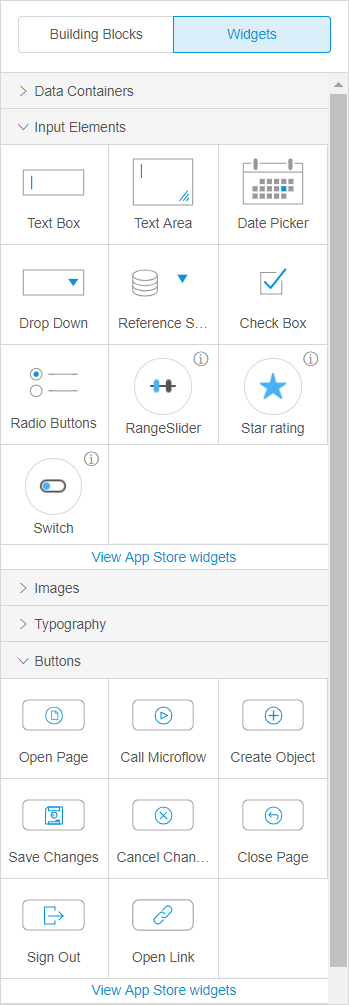 Building Blocks
Widgets
Data Containers
Input Elements
Text Box
Text Area
Date Picker
Drop Down
Reference S...
Check Box
Radio Buttons
RangeSlider
Star rating
Switch
View App Store widgets
Images
Typography
Buttons
Open Page
Call Microflow
Create Object
Save Changes
Cancel Chan...
Close Page
Sign Out
Open Link
View App Store widgets